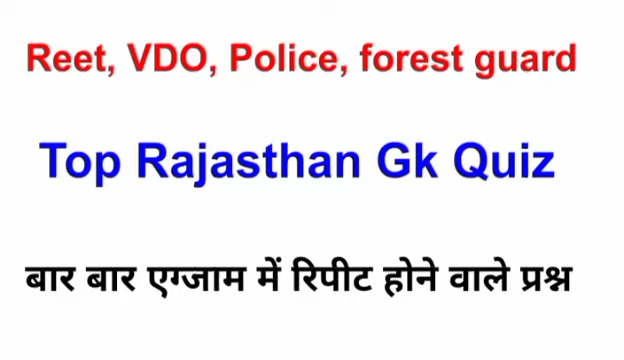 Reet, VDO, Police, forest guard
Top Rajasthan Gk Quiz
बार बार एग्जाम में रिपीट होने वाले प्रश्न